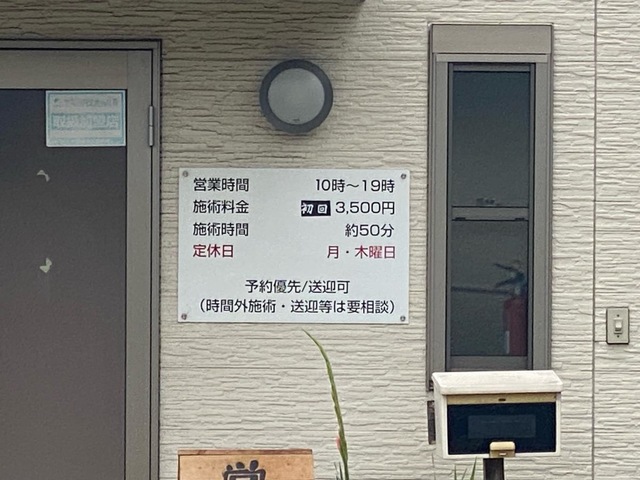 営業時間 10時～19時
施術料金 初回 3,500円
施術時間 約50分
定休日 月・木曜日
予約優先/送迎可
（時間外施術・送迎等は要相談）
営